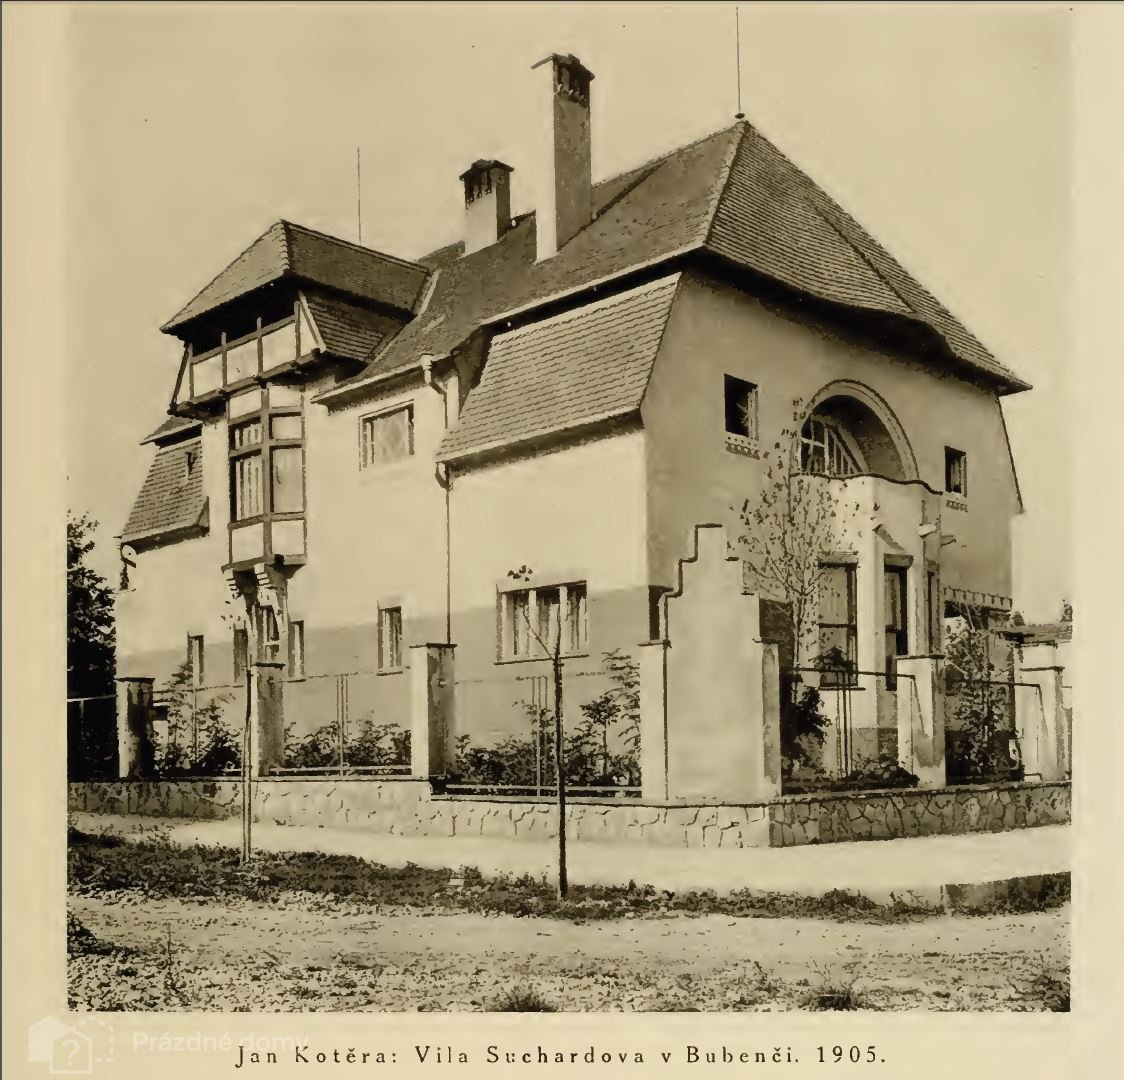 Prázdné domy
Jan Kotěra: Vila Suchardova v Bubenči. 1905.